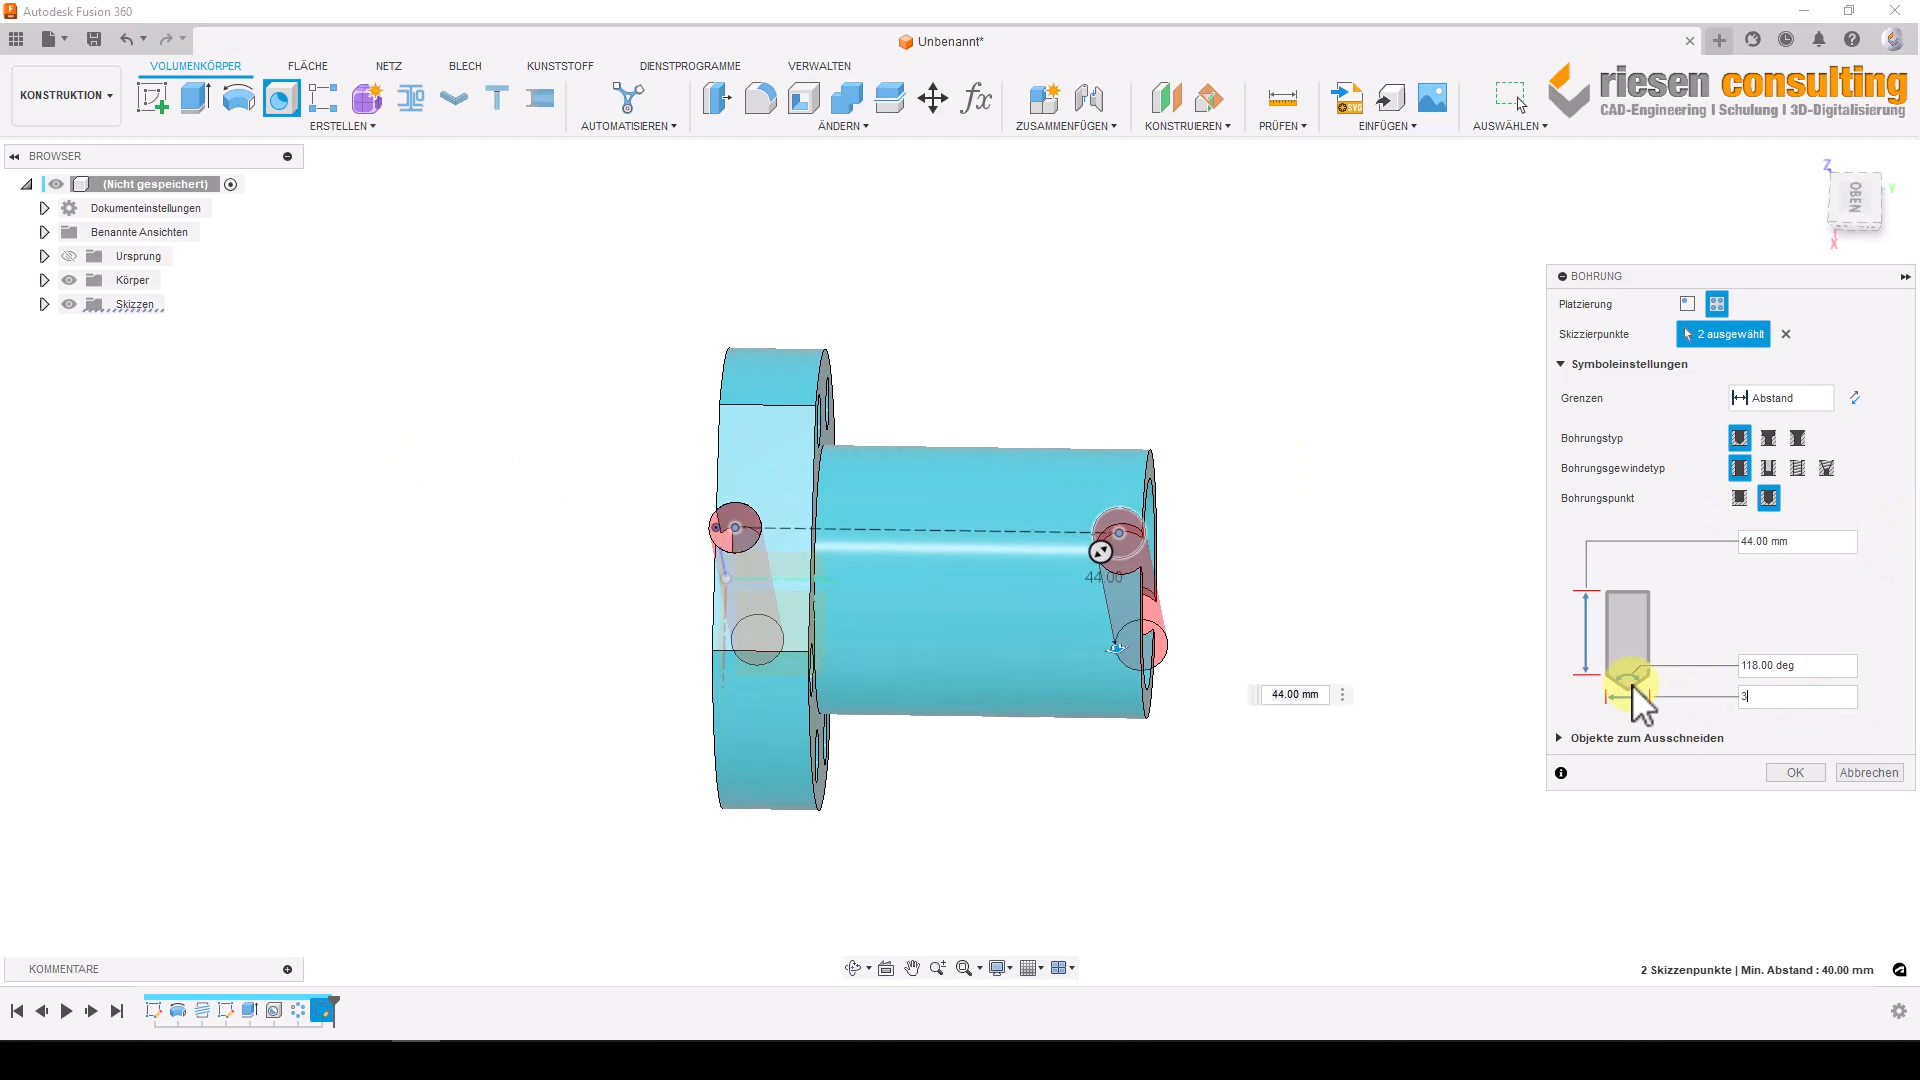 Autodesk Fusion 360
Unbenannt*
KONSTRUKTION
VOLUMENKÖRPER
FLÄCHE
NETZ
BLECH
KUNSTSTOFF
DIENSTPROGRAMME
VERWALTEN
ERSTELLEN
AUTOMATISIEREN
ÄNDERN
ZUSAMMENFÜGEN
KONSTRUIEREN
PRÜFEN
EINFÜGEN
AUSWÄHLEN
SVG
riesen consulting
CAD-Engineering I Schulung I 3D-Digitalisierung
BROWSER
(Nicht gespeichert)
Dokumenteinstellungen
Benannte Ansichten
Ursprung
Körper
Skizzen
Z
Y
X
OBEN
44.00
44.00 mm
BOHRUNG
Platzierung
Skizzierpunkte
2 ausgewählt
Symboleinstellungen
Grenzen
Abstand
Bohrungstyp
Bohrungsgewindetyp
Bohrungspunkt
44.00 mm
118.00 deg
3
Objekte zum Ausschneiden
OK
Abbrechen
KOMMENTARE
2 Skizzenpunkte | Min. Abstand : 40.00 mm